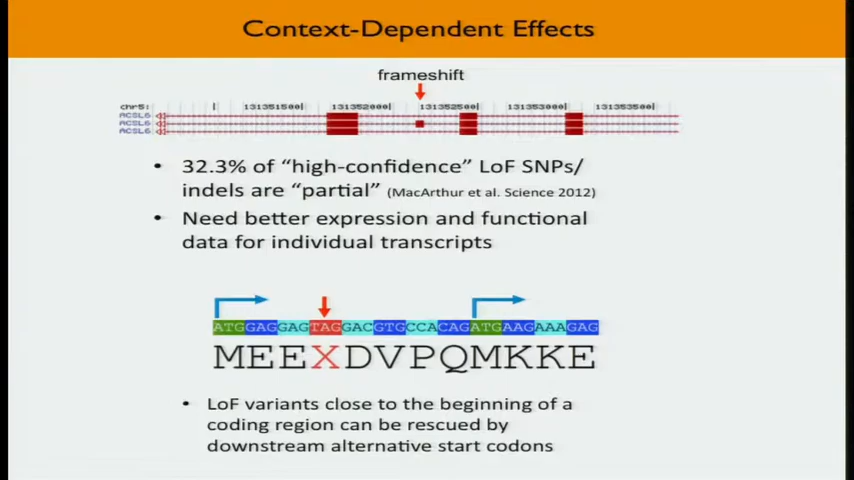 Context-Dependent Effects
frameshift
chr5: 131351500| 131352000| 131352500| 131353000| 131353500|
ACSL6
ACSL6
ACSL6
• 32.3% of “high-confidence” LoF SNPs/
indels are “partial” (MacArthur et al. Science 2012)
• Need better expression and functional
data for individual transcripts
ATGGAGGAGTAGGACGTGCCACAGATGAAGAAAGAG
MEEXDVPQMKKE
• LoF variants close to the beginning of a
coding region can be rescued by
downstream alternative start codons